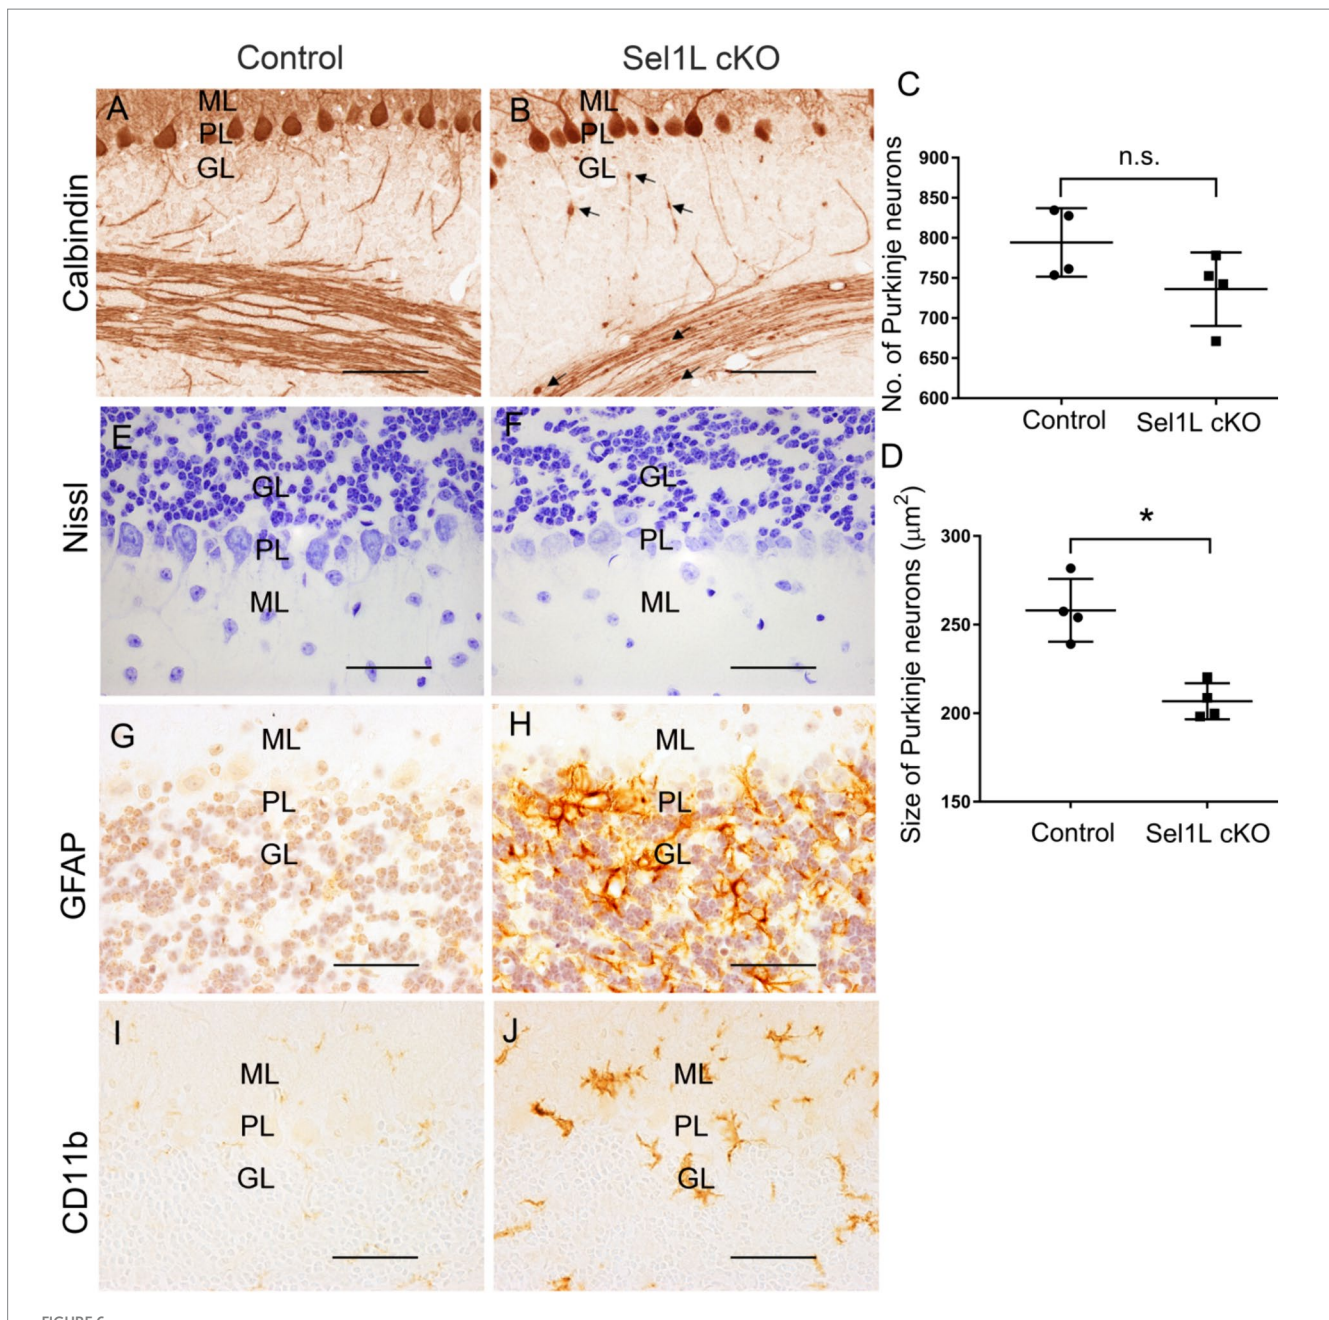 Control
Sel1L cKO
Calbindin
A
ML
PL
GL
B
ML
PL
GL
C
No. of Purkinje neurons
900
850
800
750
700
650
600
n.s.
Control
Sel1L cKO
Nissl
E
GL
PL
ML
F
GL
PL
ML
D
Size of Purkinje neurons (μm²)
300
250
200
150
*
Control
Sel1L cKO
GFAP
G
ML
PL
GL
H
ML
PL
GL
CD11b
I
ML
PL
GL
J
ML
PL
GL